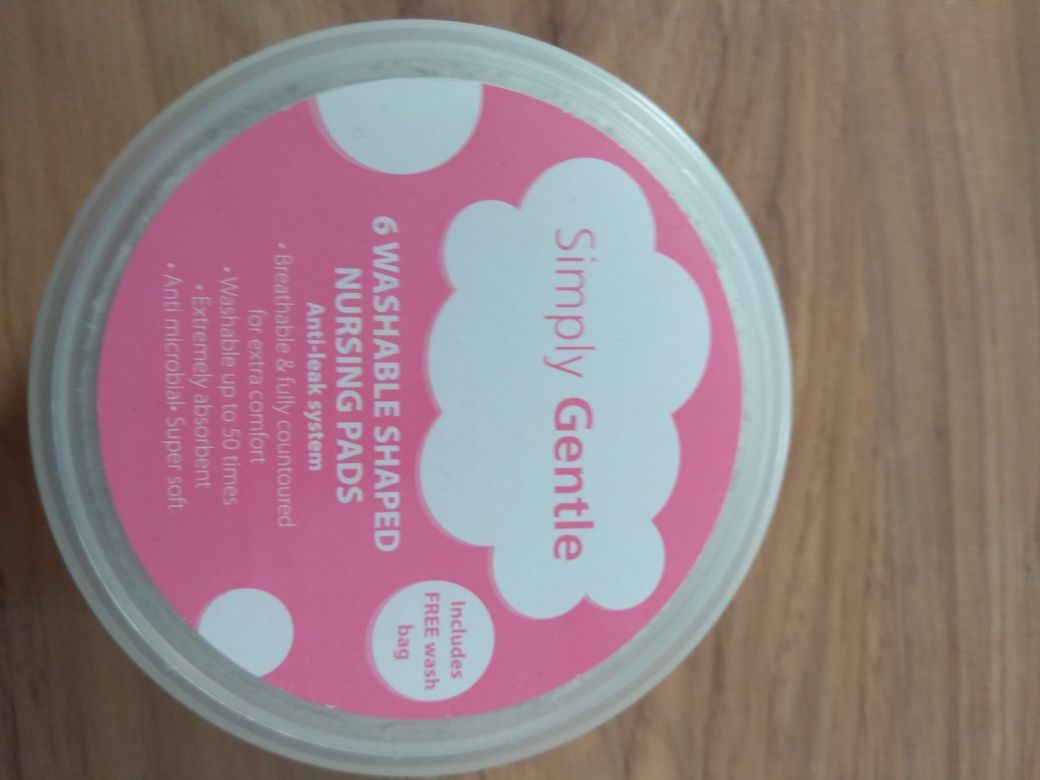 Simply Gentle
6 WASHABLE SHAPED
NURSING PADS
Anti-leak system
• Breathable & fully countoured
for extra comfort
• Washable up to 50 times
• Extremely absorbent
• Anti microbial• Super soft
Includes
FREE wash
bag